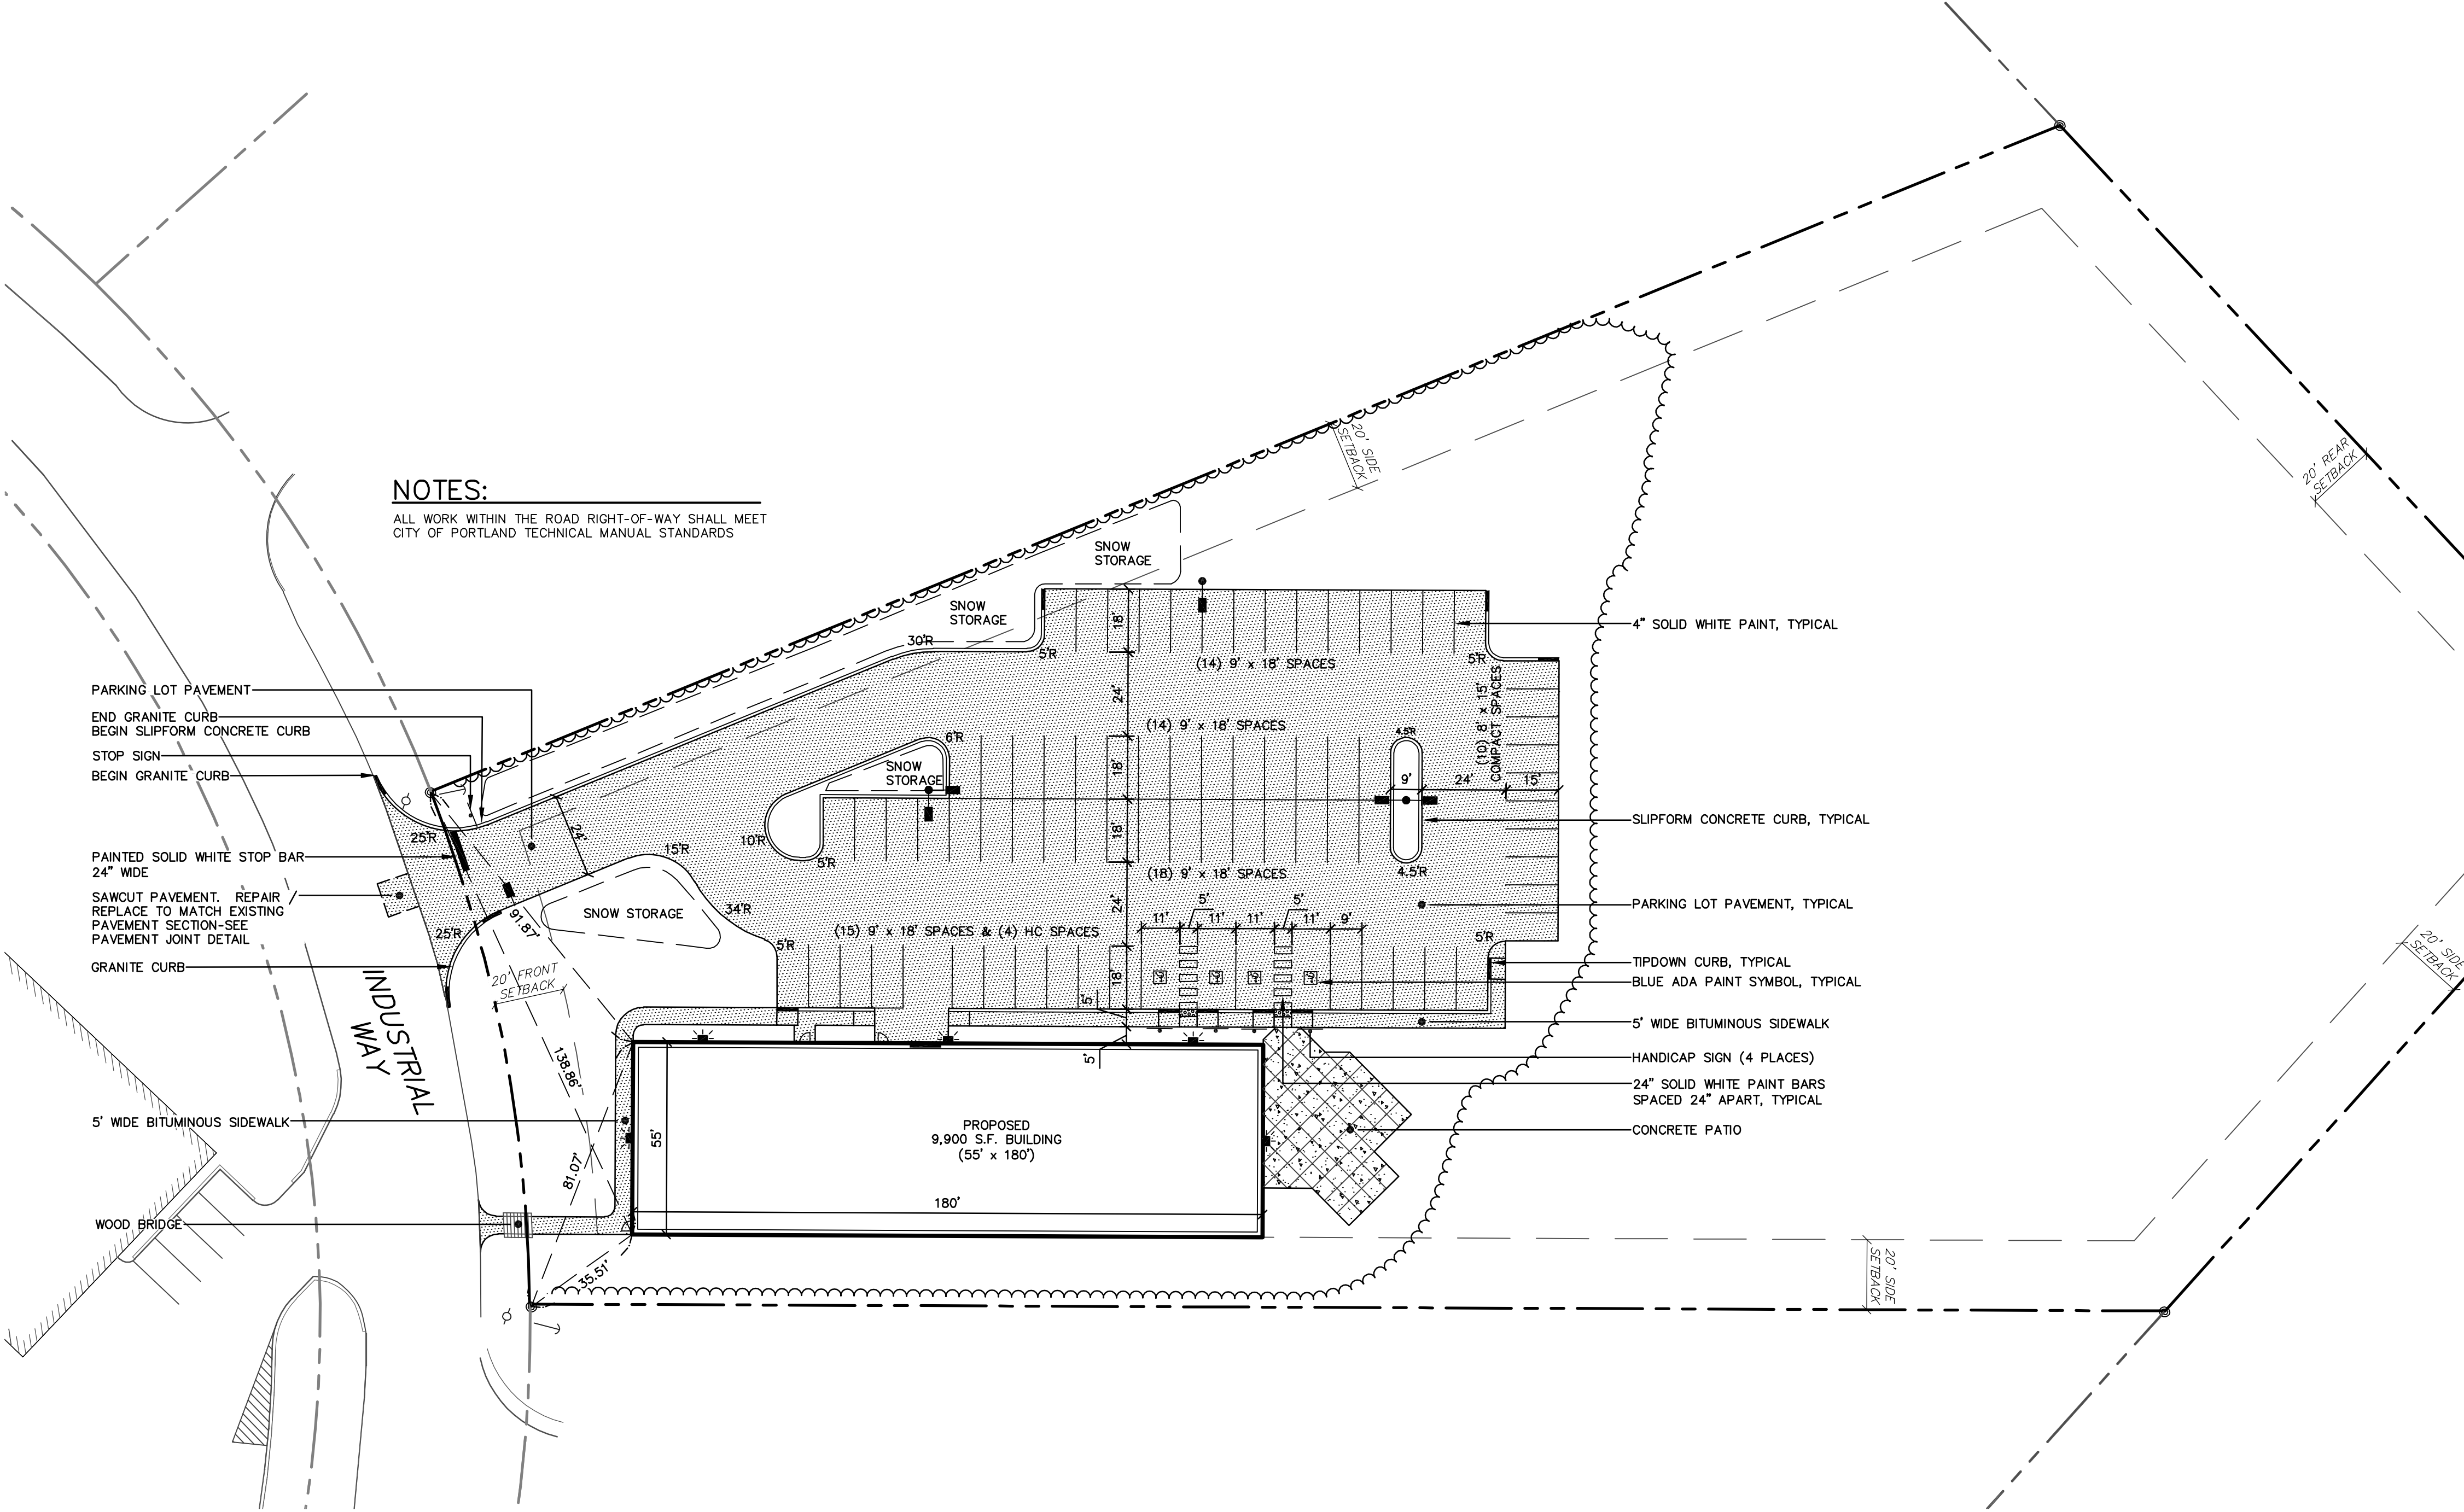 NOTES:
ALL WORK WITHIN THE ROAD RIGHT-OF-WAY SHALL MEET
CITY OF PORTLAND TECHNICAL MANUAL STANDARDS
20' SIDE
SETBACK
20' REAR
SETBACK
SNOW
STORAGE
SNOW
STORAGE
30'R
5'R
18'
(14) 9' x 18' SPACES
5'R
4" SOLID WHITE PAINT, TYPICAL
PARKING LOT PAVEMENT
END GRANITE CURB
BEGIN SLIPFORM CONCRETE CURB
STOP SIGN
BEGIN GRANITE CURB
24'
(14) 9' x 18' SPACES
(10) 8' x 15'
COMPACT SPACES
6'R
4.5'R
SNOW
STORAGE
18'
9'
24'
15'
25'R
24'
10'R
5'R
15'R
18'
SLIPFORM CONCRETE CURB, TYPICAL
PAINTED SOLID WHITE STOP BAR
24" WIDE
SAWCUT PAVEMENT. REPAIR /
REPLACE TO MATCH EXISTING
PAVEMENT SECTION-SEE
PAVEMENT JOINT DETAIL
(18) 9' x 18' SPACES
4.5'R
24'
5'
5'
PARKING LOT PAVEMENT, TYPICAL
91.87'
SNOW STORAGE
34'R
11'
11'
11'
11'
9'
25'R
(15) 9' x 18' SPACES & (4) HC SPACES
5'R
5'R
GRANITE CURB
20' FRONT
SETBACK
18'
TIPDOWN CURB, TYPICAL
BLUE ADA PAINT SYMBOL, TYPICAL
20' SIDE
SETBACK
INDUSTRIAL
WAY
5'
5' WIDE BITUMINOUS SIDEWALK
5'
HANDICAP SIGN (4 PLACES)
138.86'
24" SOLID WHITE PAINT BARS
SPACED 24" APART, TYPICAL
5' WIDE BITUMINOUS SIDEWALK
55'
PROPOSED
9,900 S.F. BUILDING
(55' x 180')
CONCRETE PATIO
81.07'
180'
WOOD BRIDGE
35.51'
20' SIDE
SETBACK